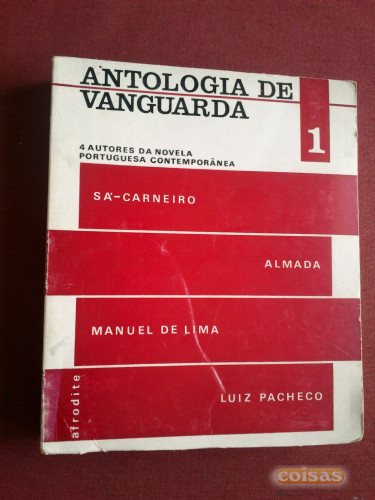 ANTOLOGIA DE
VANGUARDA
1
4 AUTORES DA NOVELA
PORTUGUESA CONTEMPORÂNEA
SÁ-CARNEIRO
ALMADA
MANUEL DE LIMA
LUIZ PACHECO
afrodite
coisas